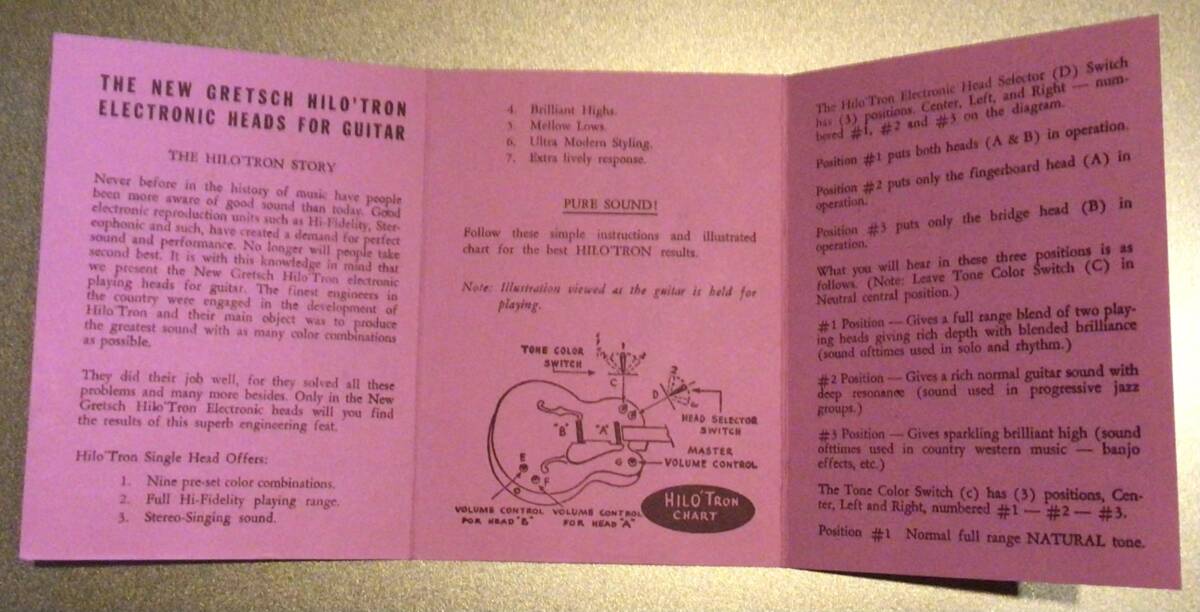 THE NEW GRETSCH HILO'TRON
ELECTRONIC HEADS FOR GUITAR
THE HILO'TRON STORY
Never before in the history of music have people
been more aware of good sound than today. Good
electronic reproduction units such as Hi-Fidelity, Ster-
eophonic and such, have created a demand for perfect
sound and performance. No longer will people take
second best. It is with this knowledge in mind that
we present the New Gretsch Hilo'Tron electronic
playing heads for guitar. The finest engineers in
the country were engaged in the development of
Hilo'Tron and their main object was to produce
the greatest sound with as many color combinations
as possible.
They did their job well, for they solved all these
problems and many more besides. Only in the New
Gretsch Hilo'Tron Electronic heads will you find
the results of this superb engineering feat.
Hilo'Tron Single Head Offers:
1. Nine pre-set color combinations.
2. Full Hi-Fidelity playing range.
3. Stereo-Singing sound.
4. Brilliant Highs.
5. Mellow Lows.
6. Ultra Modern Styling.
7. Extra lively response.
PURE SOUND!
Follow these simple instructions and illustrated
chart for the best HILO'TRON results.
Note: Illustration viewed as the guitar is held for
playing.
TONE COLOR
SWITCH
C
D
HEAD SELECTOR
SWITCH
"B" "A"
MASTER
VOLUME CONTROL
G
E
F
VOLUME CONTROL
FOR HEAD "B"
VOLUME CONTROL
FOR HEAD "A"
HILO'TRON
CHART
The Hilo'Tron Electronic Head Selector (D) Switch
has (3) positions. Center, Left, and Right — num-
bered #1, #2 and #3 on the diagram.
Position #1 puts both heads (A & B) in operation.
Position #2 puts only the fingerboard head (A) in
operation.
Position #3 puts only the bridge head (B) in
operation.
What you will hear in these three positions is as
follows. (Note: Leave Tone Color Switch (C) in
Neutral central position.)
#1 Position — Gives a full range blend of two play-
ing heads giving rich depth with blended brilliance
(sound ofttimes used in solo and rhythm.)
#2 Position — Gives a rich normal guitar sound with
deep resonance (sound used in progressive jazz
groups.)
#3 Position — Gives sparkling brilliant high (sound
ofttimes used in country western music — banjo
effects, etc.)
The Tone Color Switch (c) has (3) positions, Cen-
ter, Left and Right, numbered #1 — #2 — #3.
Position #1 Normal full range NATURAL tone.